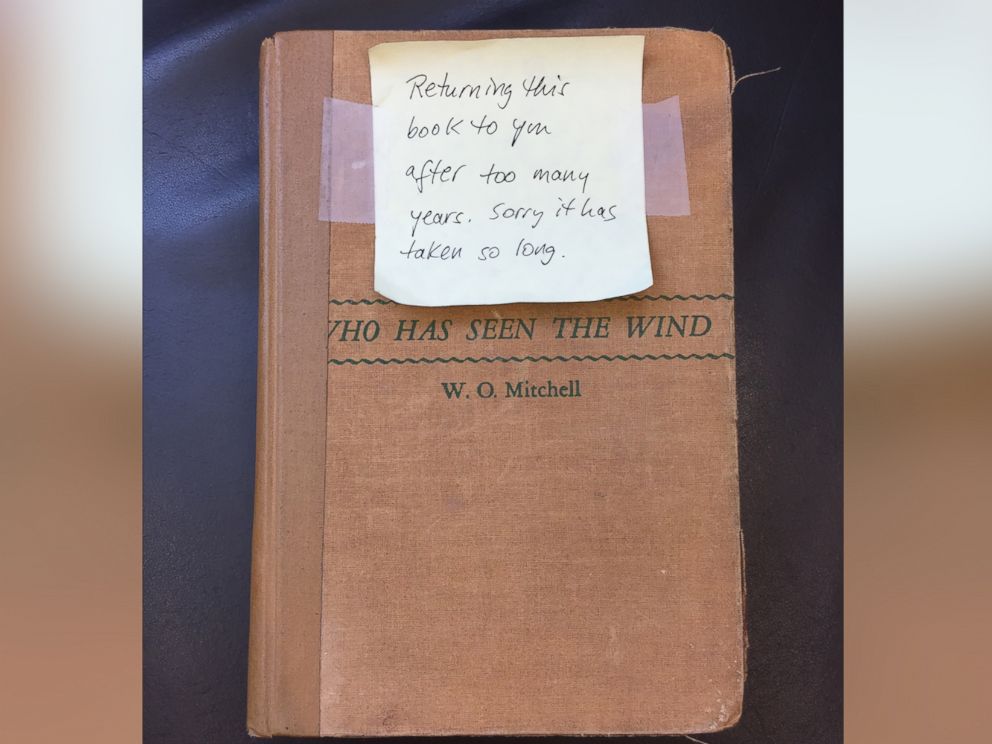 Returning this
book to you
after too many
years. Sorry it has
taken so long.
WHO HAS SEEN THE WIND
W. O. Mitchell